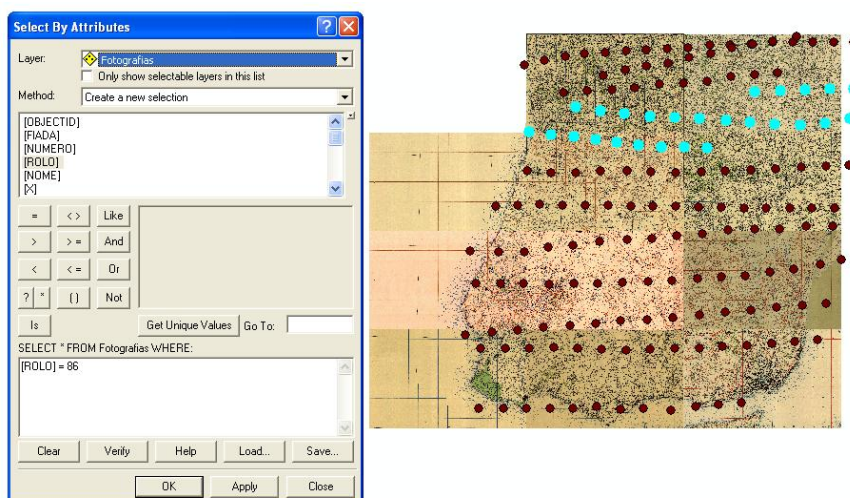 Select By Attributes
Layer: Fotografias
Only show selectable layers in this list
Method: Create a new selection
[OBJECTID]
[FIADA]
[NUMERO]
[ROLO]
[NOME]
[X]
= < > Like
> > = And
< < = Or
? * () Not
Is Get Unique Values Go To:
SELECT * FROM Fotografias WHERE:
[ROLO] = 86
Clear Verify Help Load... Save...
OK Apply Close